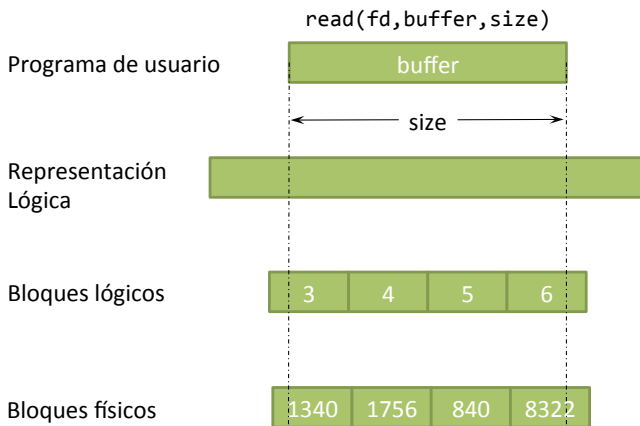 read(fd,buffer,size)
Programa de usuario
buffer
size
Representación
Lógica
Bloques lógicos
3 4 5 6
Bloques físicos
1340 1756 840 8322